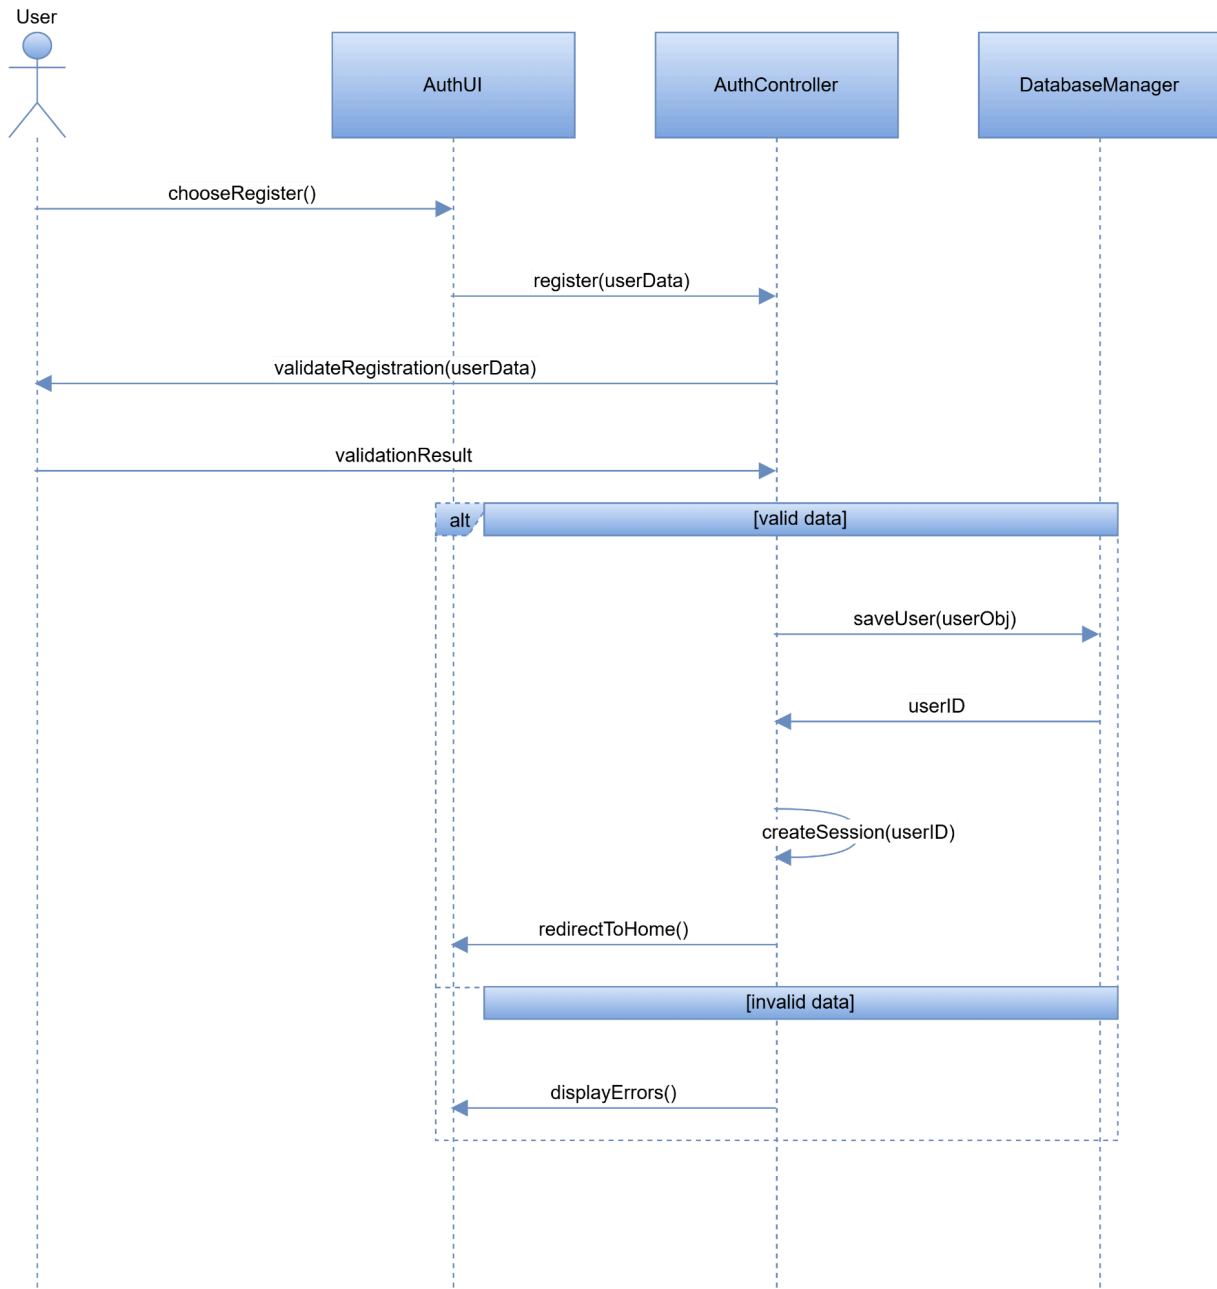 User
AuthUI
AuthController
DatabaseManager
chooseRegister()
register(userData)
validateRegistration(userData)
validationResult
alt
[valid data]
saveUser(userObj)
userID
createSession(userID)
redirectToHome()
[invalid data]
displayErrors()